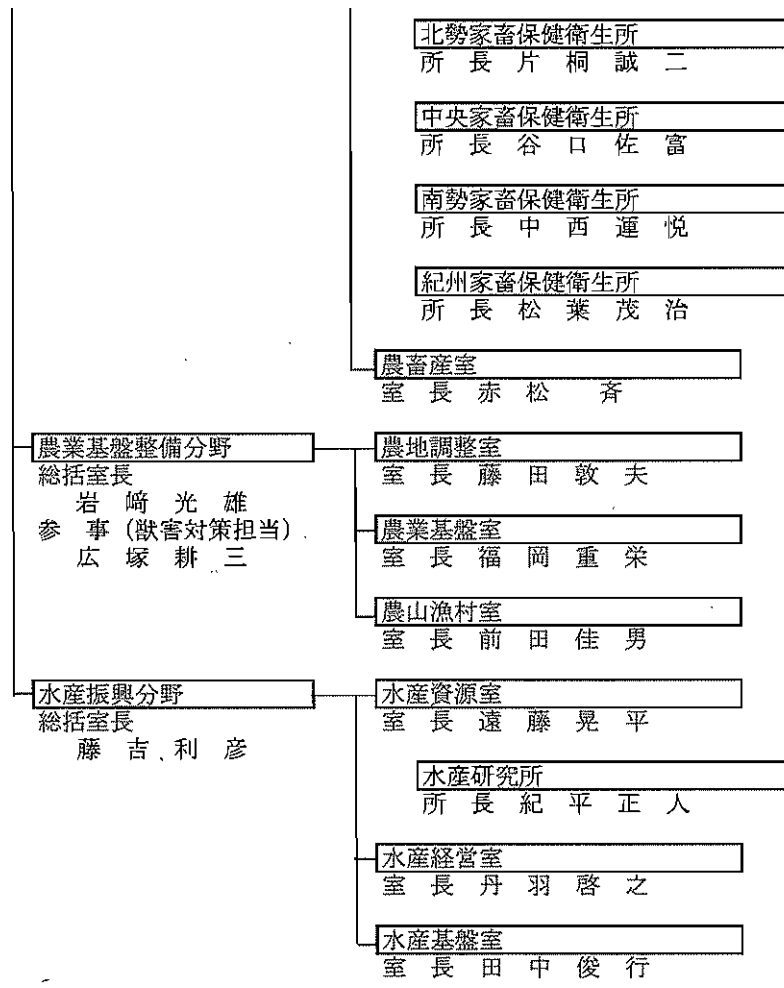 北勢家畜保健衛生所
所 長 片 桐 誠 二
中央家畜保健衛生所
所 長 谷 口 佐 富
南勢家畜保健衛生所
所 長 中 西 運 悦
紀州家畜保健衛生所
所 長 松 葉 茂 治
農畜産室
室 長 赤 松 斉
農業基盤整備分野
総括室長
岩 﨑 光 雄
参 事 (獣害対策担当)
広 塚 耕 三
農地調整室
室 長 藤 田 敦 夫
農業基盤室
室 長 福 岡 重 栄
農山漁村室
室 長 前 田 佳 男
水産振興分野
総括室長
藤 吉 利 彦
水産資源室
室 長 遠 藤 晃 平
水産研究所
所 長 紀 平 正 人
水産経営室
室 長 丹 羽 啓 之
水産基盤室
室 長 田 中 俊 行